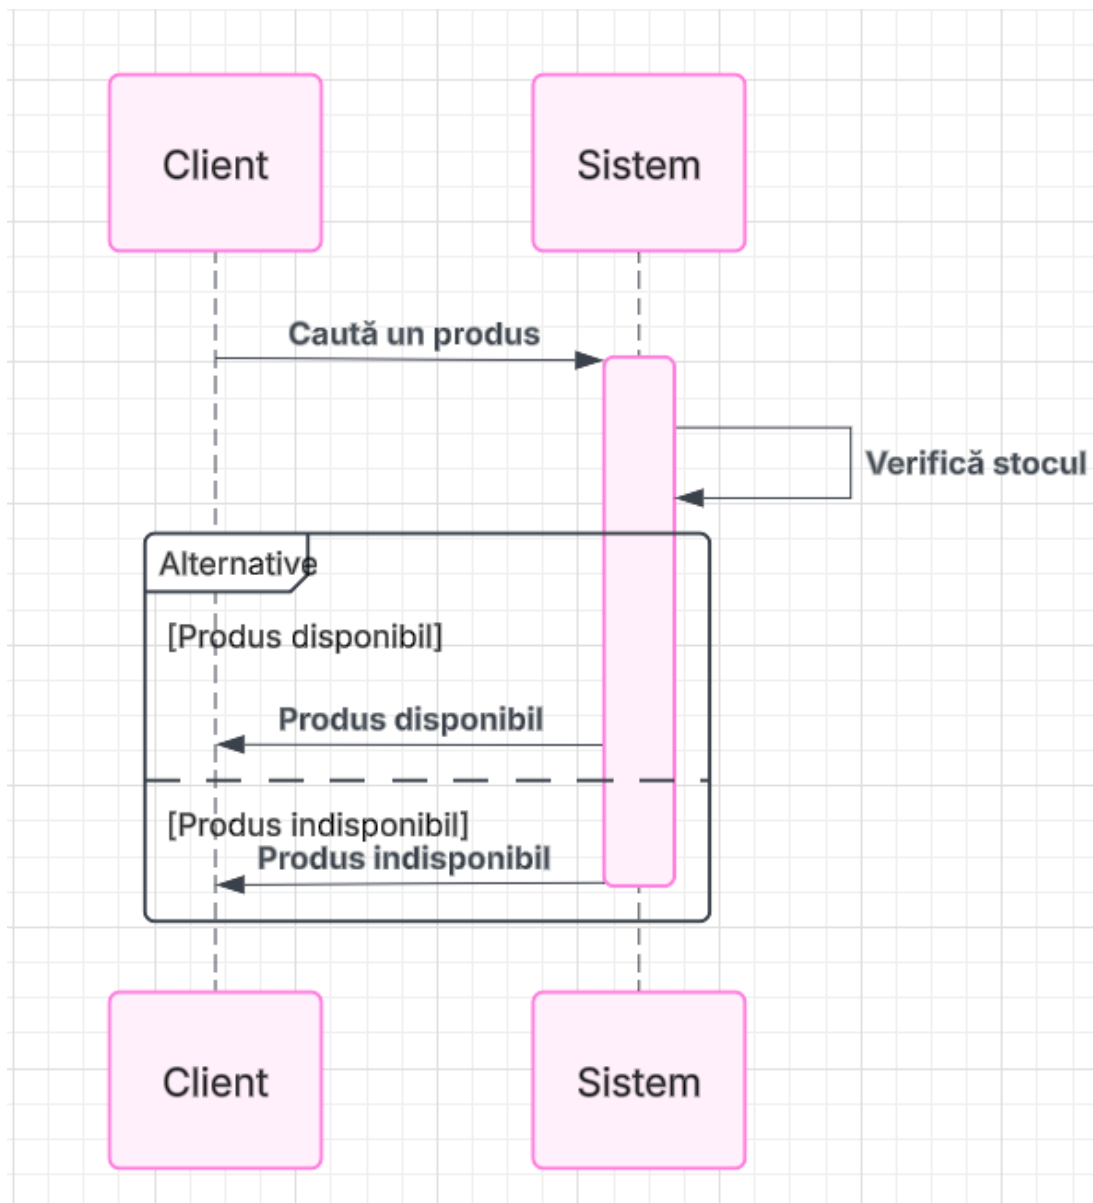 Client
Sistem
Caută un produs
Verifică stocul
Alternative
[Produs disponibil]
Produs disponibil
[Produs indisponibil]
Produs indisponibil
Client
Sistem